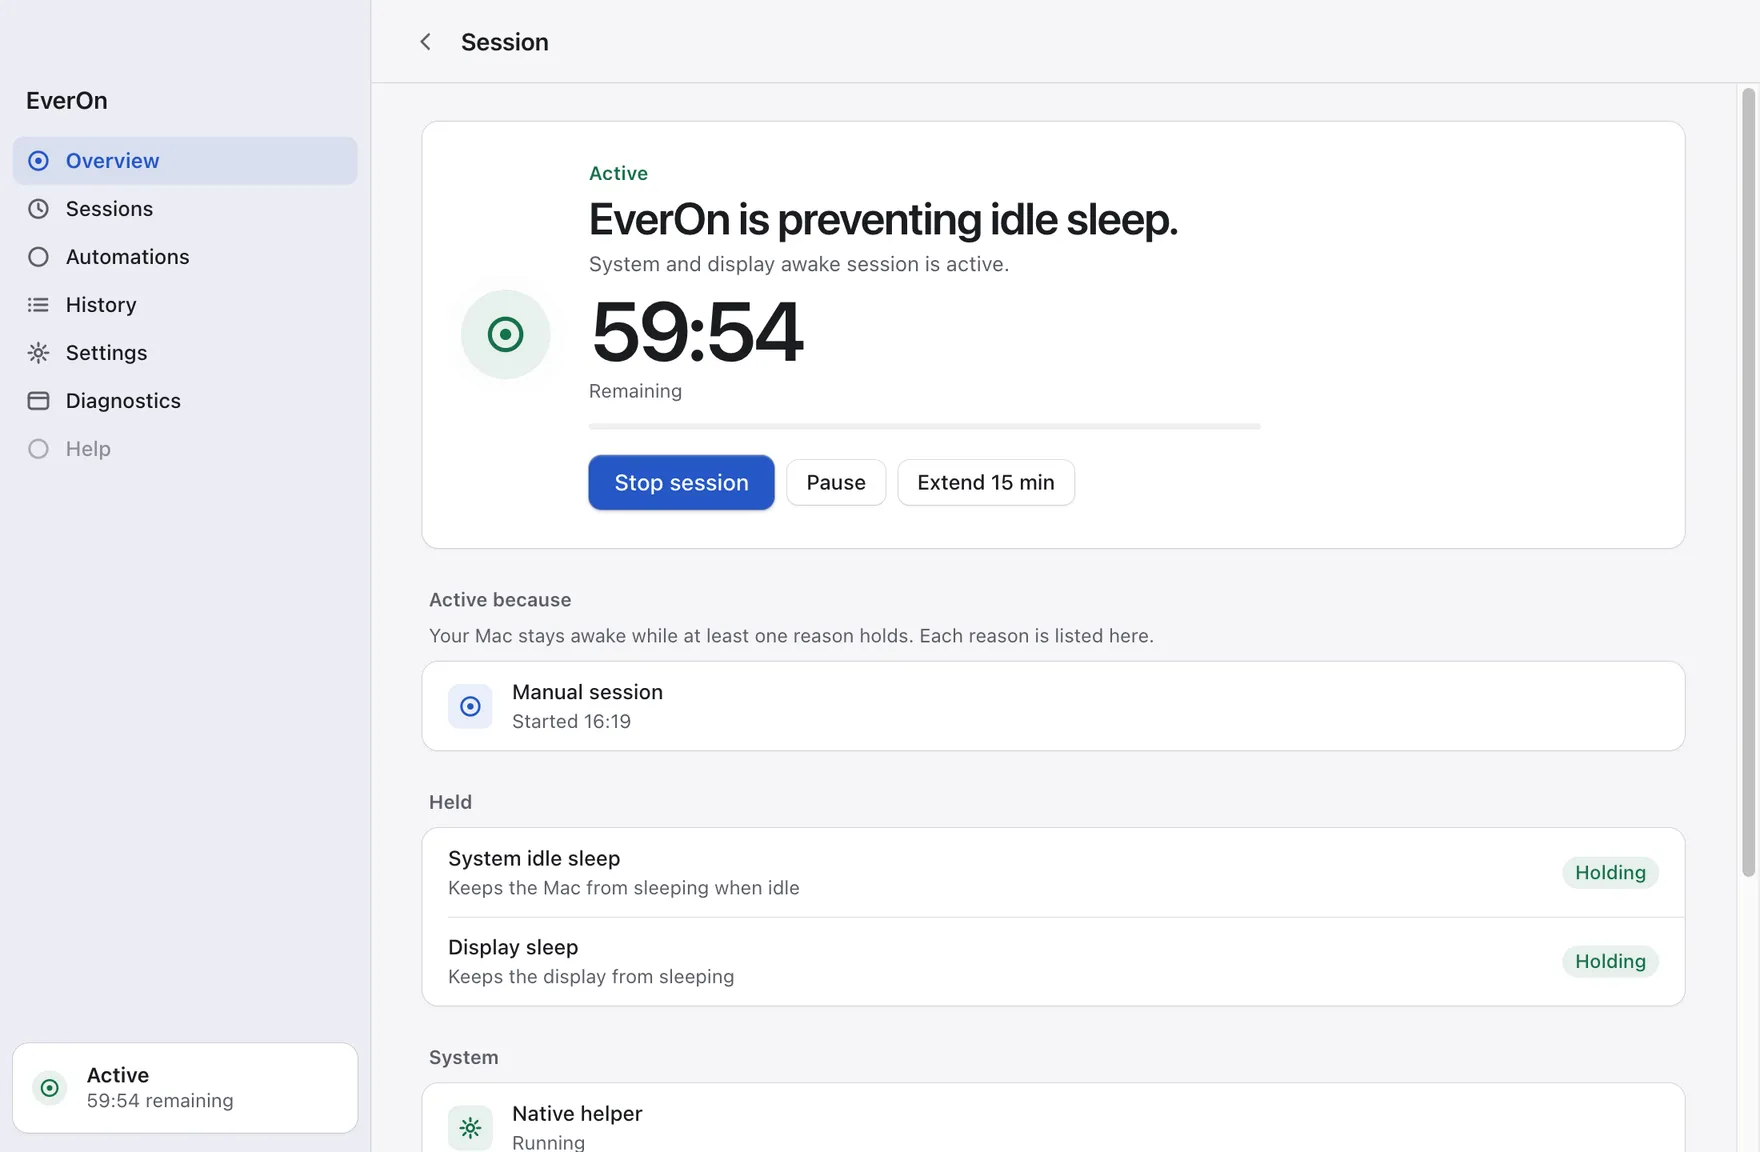 Session
EverOn
Overview
Sessions
Automations
History
Settings
Diagnostics
Help
Active
59:54 remaining
Active
EverOn is preventing idle sleep.
System and display awake session is active.
59:54
Remaining
Stop session
Pause
Extend 15 min
Active because
Your Mac stays awake while at least one reason holds. Each reason is listed here.
Manual session
Started 16:19
Held
System idle sleep
Keeps the Mac from sleeping when idle
Holding
Display sleep
Keeps the display from sleeping
Holding
System
Native helper
Running